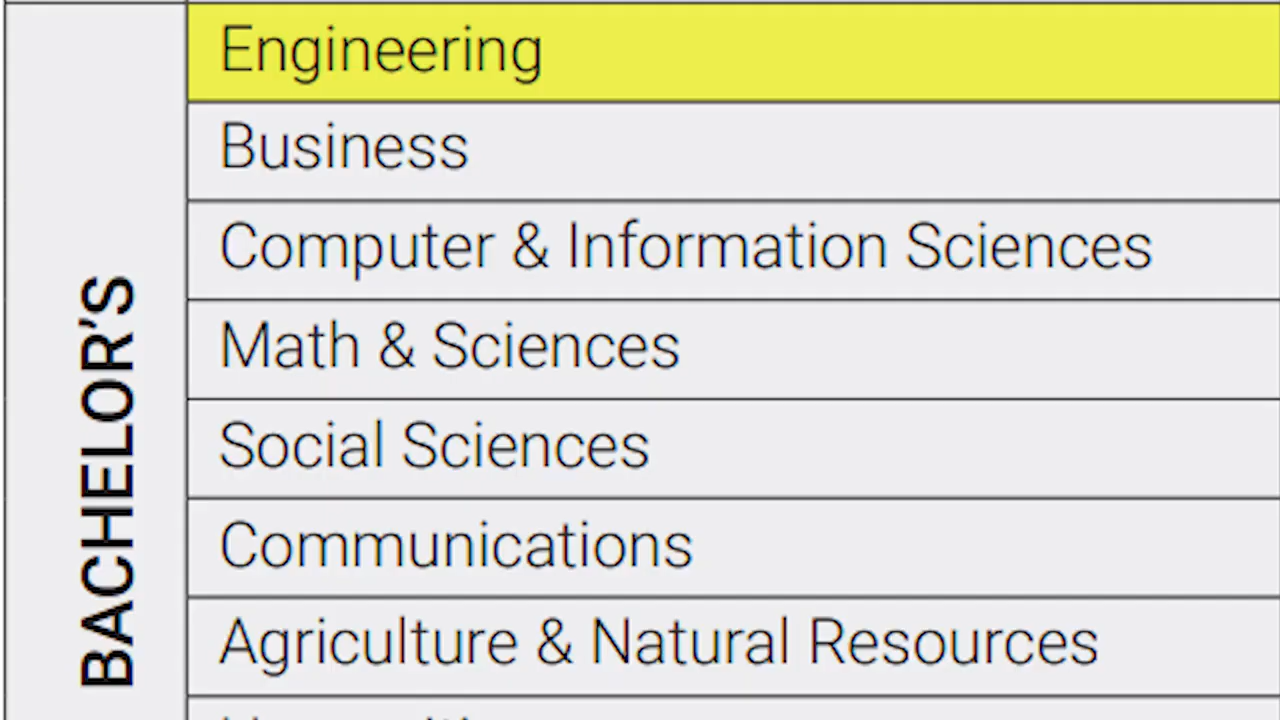 Engineering
Business
Computer & Information Sciences
Math & Sciences
Social Sciences
Communications
Agriculture & Natural Resources
BACHELOR'S